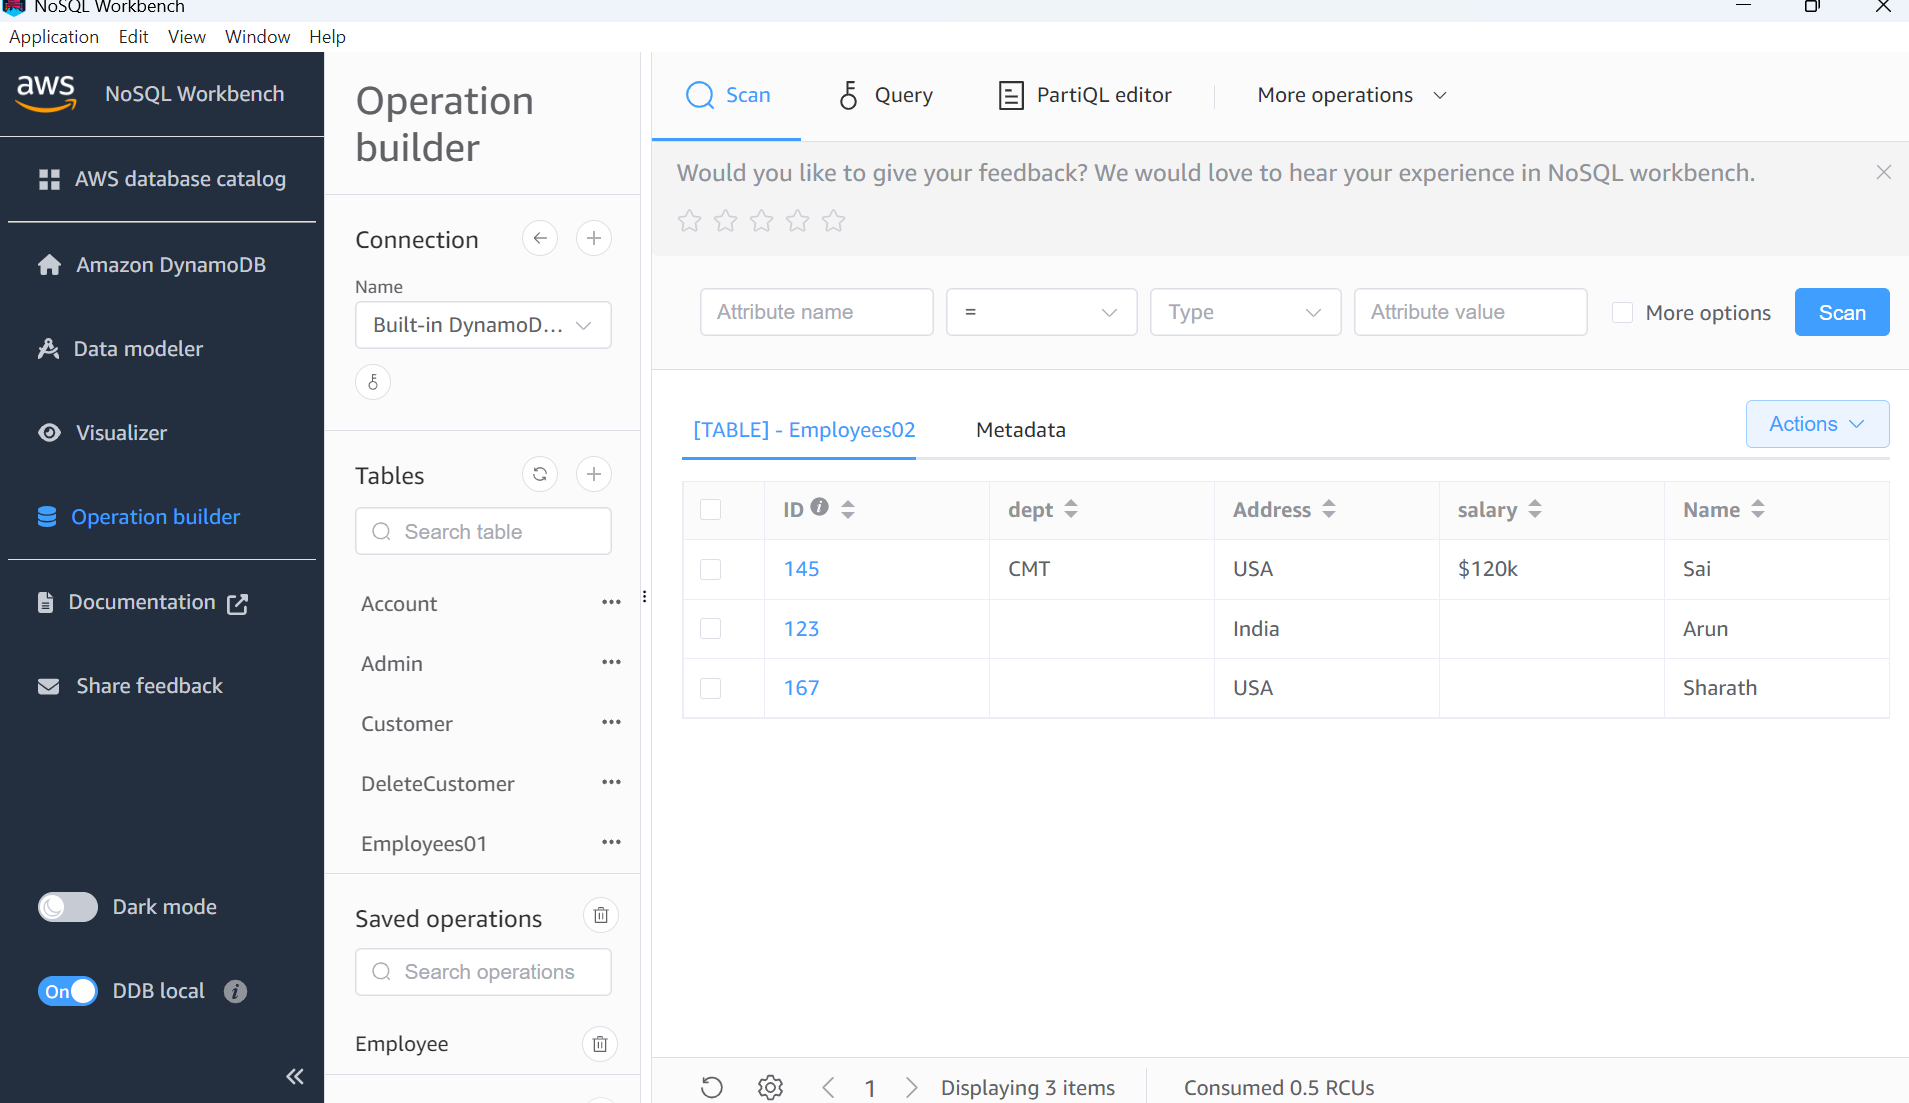 NoSQL Workbench
Application Edit View Window Help
aws NoSQL Workbench
AWS database catalog
Amazon DynamoDB
Data modeler
Visualizer
Operation builder
Documentation
Share feedback
Dark mode
On DDB local
Operation
builder
Connection
Name
Built-in DynamoD...
Tables
Search table
Account
Admin
Customer
DeleteCustomer
Employees01
Saved operations
Search operations
Employee
Scan Query PartiQL editor More operations
Would you like to give your feedback? We would love to hear your experience in NoSQL workbench.
Attribute name = Type Attribute value More options Scan
[TABLE] - Employees02 Metadata Actions
ID dept Address salary Name
145 CMT USA $120k Sai
123 India Arun
167 USA Sharath
1 Displaying 3 items Consumed 0.5 RCUs